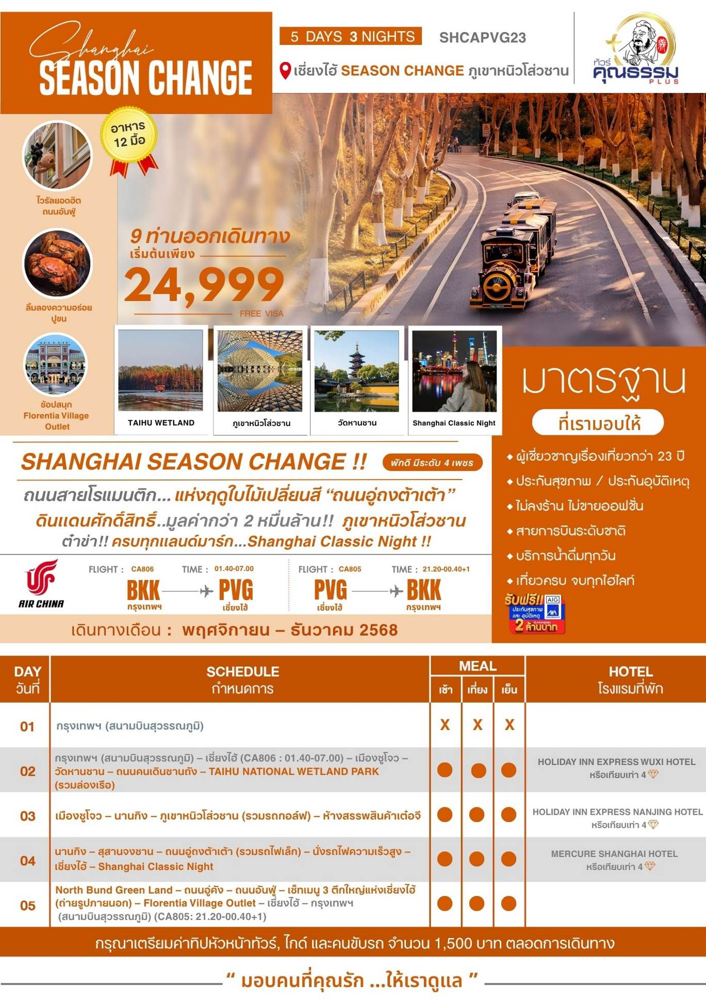 Shanghai
SEASON CHANGE
5 DAYS 3 NIGHTS
SHCAPVG23
เซี่ยงไฮ้ SEASON CHANGE ภูเขาหนิวโส่วซาน
ทัวร์
คุณธรรม
PLUS
อาหาร
12 มื้อ
ไวรัลยอดฮิต
ถนนอันฟู่
ลิ้มลองความอร่อย
ปูขน
ช้อปสนุก
Florentia Village
Outlet
9 ท่านออกเดินทาง
เริ่มต้นเพียง
24,999
FREE VISA
TAIHU WETLAND
ภูเขาหนิวโส่วซาน
วัดหานซาน
Shanghai Classic Night
มาตรฐาน
ที่เรามอบให้
ผู้เชี่ยวชาญเรื่องเที่ยวกว่า 23 ปี
ประกันสุขภาพ / ประกันอุบัติเหตุ
ไม่ลงร้าน ไม่ขายออฟชั่น
สายการบินระดับชาติ
บริการน้ำดื่มทุกวัน
เที่ยวครบ จบทุกไฮไลท์
รับฟรี!!
ประกันสุขภาพ
และ อุบัติเหตุ
AIG
AXA
2 ล้านบาท
SHANGHAI SEASON CHANGE !!
พักดี มีระดับ 4 เพชร
ถนนสายโรแมนติก... แห่งฤดูใบไม้เปลี่ยนสี “ถนนอู่ถงต้าเต้า”
ดินแดนศักดิ์สิทธิ์..มูลค่ากว่า 2 หมื่นล้าน!! ภูเขาหนิวโส่วซาน
ต๋าข่า!! ครบทุกแลนด์มาร์ก...Shanghai Classic Night !!
AIR CHINA
FLIGHT : CA806 TIME : 01.40-07.00
BKK PVG
กรุงเทพฯ เซี่ยงไฮ้
FLIGHT : CA805 TIME : 21.20-00.40+1
PVG BKK
เซี่ยงไฮ้ กรุงเทพฯ
เดินทางเดือน : พฤศจิกายน – ธันวาคม 2568
DAY
วันที่
SCHEDULE
กำหนดการ
MEAL
เช้า เที่ยง เย็น
HOTEL
โรงแรมที่พัก
01
กรุงเทพฯ (สนามบินสุวรรณภูมิ)
X X X
02
กรุงเทพฯ (สนามบินสุวรรณภูมิ) – เซี่ยงไฮ้ (CA806 : 01.40-07.00) – เมืองซูโจว –
วัดหานซาน – ถนนคนเดินซานถัง – TAIHU NATIONAL WETLAND PARK
(รวมล่องเรือ)
HOLIDAY INN EXPRESS WUXI HOTEL
หรือเทียบเท่า 4
03
เมืองซูโจว – นานกิง – ภูเขาหนิวโส่วซาน (รวมรถกอล์ฟ) – ห้างสรรพสินค้าเต๋อจี
HOLIDAY INN EXPRESS NANJING HOTEL
หรือเทียบเท่า 4
04
นานกิง – สุสานจงซาน – ถนนอู่ถงต้าเต้า (รวมรถไฟเล็ก) – นั่งรถไฟความเร็วสูง –
เซี่ยงไฮ้ – Shanghai Classic Night
MERCURE SHANGHAI HOTEL
หรือเทียบเท่า 4
05
North Bund Green Land – ถนนอู่คัง – ถนนอันฟู่ – เช็ทเมนู 3 ตึกใหญ่แห่งเซี่ยงไฮ้
(ถ่ายรูปภายนอก) – Florentia Village Outlet – เซี่ยงไฮ้ – กรุงเทพฯ
(สนามบินสุวรรณภูมิ) (CA805: 21.20-00.40+1)
กรุณาเตรียมค่าทิปหัวหน้าทัวร์, ไกด์ และคนขับรถ จำนวน 1,500 บาท ตลอดการเดินทาง
“ มอบคนที่คุณรัก ...ให้เราดูแล ”